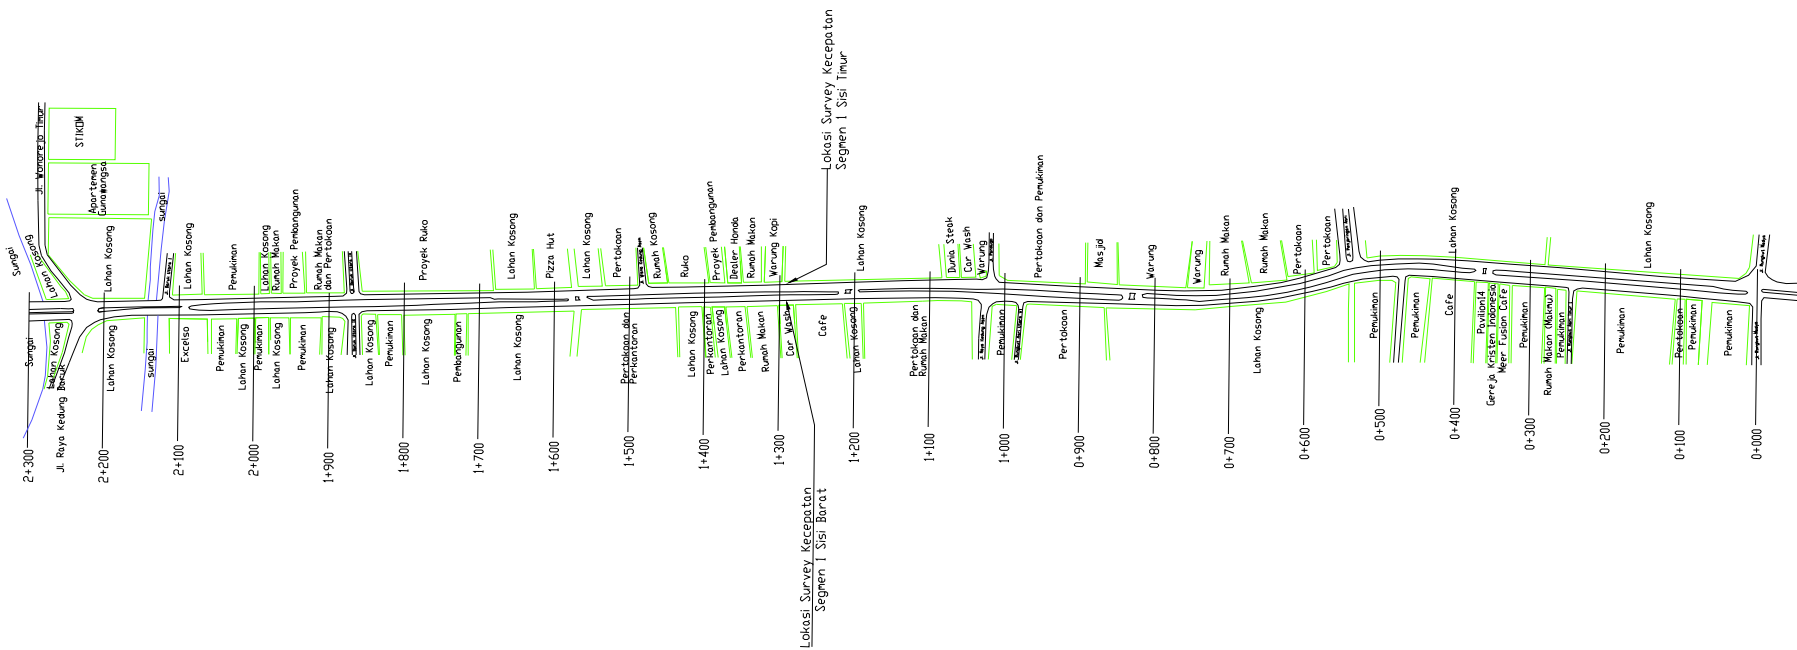 Sungai
Lahan Kosong
Jl. Wonorejo Timur
STIKOM
Apartemen
Gunawangsa
Lahan Kosong
sungai
Lahan Kosong
Pemukiman
Lahan Kosong
Rumah Makan
Proyek Pembangunan
Rumah Makan
dan Pertokoan
Proyek Ruko
Lahan Kosong
Pizza Hut
Lahan Kosong
Pertokoan
Rumah Kosong
Ruko
Proyek Pembangunan
Dealer Honda
Rumah Makan
Warung Kopi
Lokasi Survey Kecepatan
Segmen 1 Sisi Timur
Lahan Kosong
Dunia Steak
Car Wash
Warung
Pertokoan dan Pemukiman
Masjid
Warung
Warung
Rumah Makan
Rumah Makan
Pertokoan
Pertokoan
Lahan Kosong
Lahan Kosong
Sungai
Lahan Kosong
Jl. Raya Kedung Baruk
Lahan Kosong
sungai
Excelso
Pemukiman
Lahan Kosong
Pemukiman
Lahan Kosong
Pemukiman
Lahan Kosong
Lahan Kosong
Pemukiman
Lahan Kosong
Pembangunan
Lahan Kosong
Pertokoan dan
Perkantoran
Lahan Kosong
Perkantoran
Lahan Kosong
Perkantoran
Rumah Makan
Car Wash
Cafe
Lahan Kosong
Lokasi Survey Kecepatan
Segmen 1 Sisi Barat
Pertokoan dan
Rumah Makan
Pemukiman
Pertokoan
Lahan Kosong
Pemukiman
Pemukiman
Cafe
Pavilion14
Gereja Kristen Indonesia
Meer Fusion Cafe
Pemukiman
Rumah Makan (Makmu)
Pemukiman
Pemukiman
Pertokoan
Pemukiman
Pemukiman
2+300
2+200
2+100
2+000
1+900
1+800
1+700
1+600
1+500
1+400
1+300
1+200
1+100
1+000
0+900
0+800
0+700
0+600
0+500
0+400
0+300
0+200
0+100
0+000